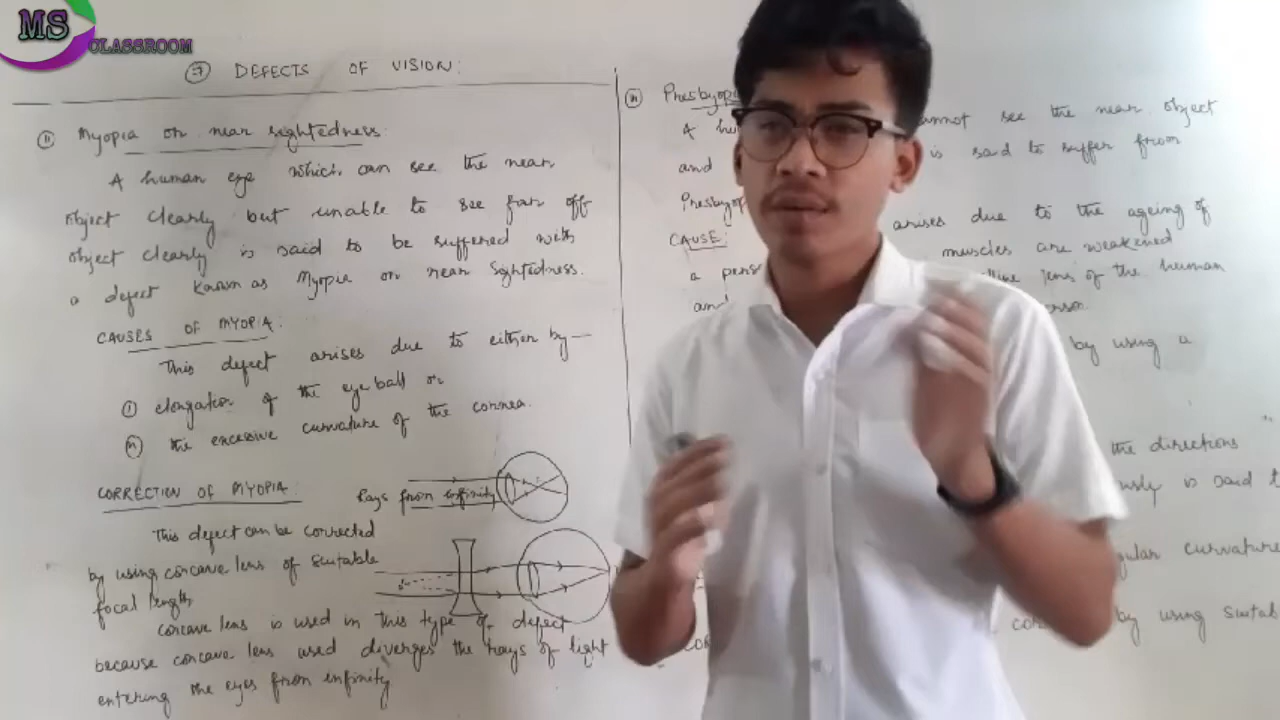 MS
CLASSROOM
7 DEFECTS OF VISION:
(i) Myopia or near sightedness:
A human eye which can see the near
object clearly but unable to see far off
object clearly is said to be suffered with
a defect known as Myopia or near sightedness.
CAUSES OF MYOPIA:
This defect arises due to either by—
(i) elongation of the eye ball or
(ii) the excessive curvature of the cornea.
CORRECTION OF MYOPIA:
Rays from infinity
This defect can be corrected
by using concave lens of suitable
focal length
concave lens is used in this type of defect
because concave lens used diverges the rays of light
entering the eyes from infinity
Presbyopi
A hu annot see the near object
and is said to suffer from
Presbyop
CAUSE: arises due to the ageing of
a pers muscles are weakened
and lens of the human
erson.
by using a
the directions
usly is said t
gular curvature
by using suitab